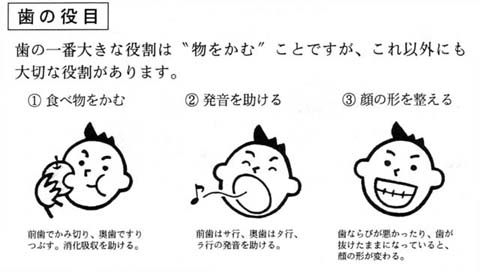 歯の役目
歯の一番大きな役割は〝物をかむ〟ことですが、これ以外にも
大切な役割があります。
① 食べ物をかむ
② 発音を助ける
③ 顔の形を整える
前歯でかみ切り、奥歯ですり
つぶす。消化吸収を助ける。
前歯はサ行、奥歯はタ行、
ラ行の発音を助ける。
歯ならびが悪かったり、歯が
抜けたままになっていると、
顔の形が変わる。